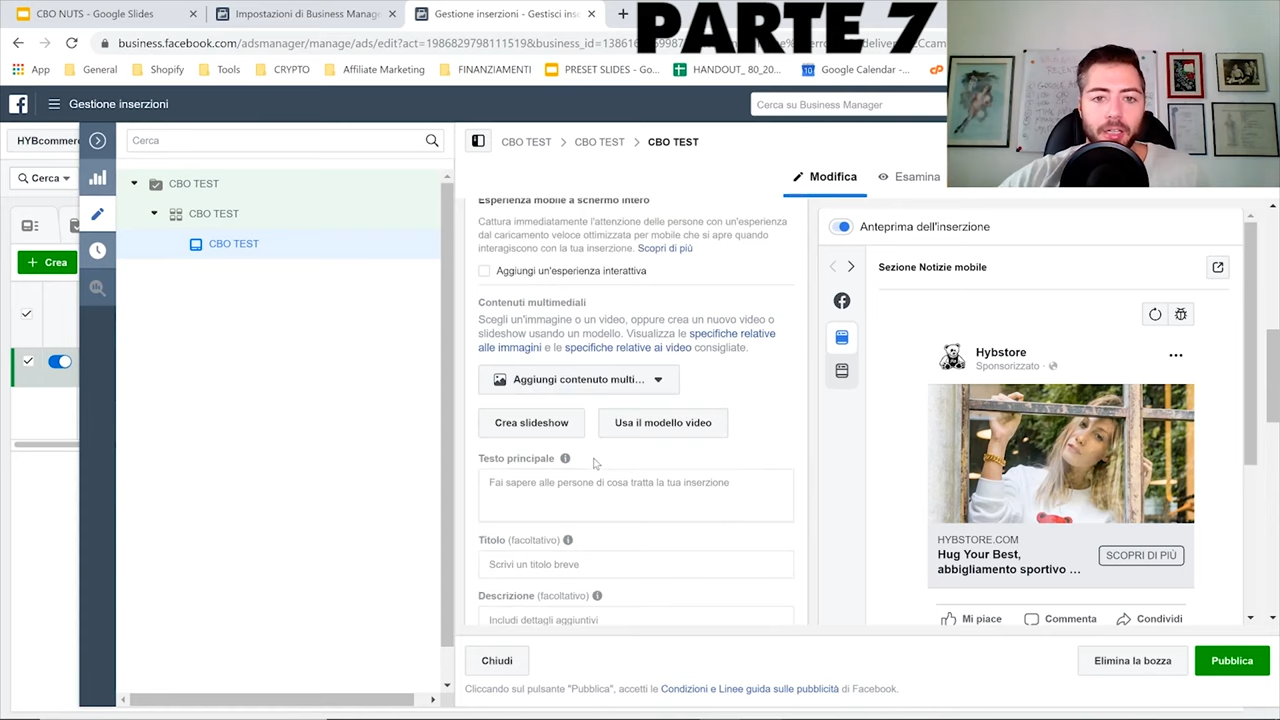 CBO NUTS - Google Slides
Impostazioni di Business Manage
Gestione inserzioni - Gestisci inse
PARTE 7
business.facebook.com/adsmanager/manage/ads/edit?act=1986829798111519&business_id=
App
Shopify
Tools
FOTO
Affiliate Marketing
FINANZIAMENTI
PRESET SLIDES - Go...
HANDOUT_ 80_20...
Google Calendar -...
Gestione inserzioni
Cerca su Business Manager
HYBcommerc
Cerca
CBO TEST
CBO TEST
CBO TEST
Cerca
Modifica
Esamina
CBO TEST
CBO TEST
CBO TEST
Crea
Esperienza mobile a schermo intero
Cattura immediatamente l'attenzione delle persone con un'esperienza
dal caricamento veloce ottimizzata per mobile che si apre quando
interagiscono con la tua inserzione. Scopri di più
Aggiungi un'esperienza interattiva
Contenuti multimediali
Scegli un'immagine o un video, oppure crea un nuovo video o
slideshow usando un modello. Visualizza le specifiche relative
alle immagini e le specifiche relative ai video consigliate.
Aggiungi contenuto multi...
Crea slideshow
Usa il modello video
Testo principale
Fai sapere alle persone di cosa tratta la tua inserzione
Titolo (facoltativo)
Scrivi un titolo breve
Descrizione (facoltativo)
Includi dettagli aggiuntivi
Anteprima dell'inserzione
Sezione Notizie mobile
Hybstore
Sponsorizzato
HYBSTORE.COM
Hug Your Best,
abbigliamento sportivo ...
SCOPRI DI PIÙ
Mi piace
Commenta
Condividi
Chiudi
Elimina la bozza
Pubblica
Cliccando sul pulsante "Pubblica", accetti le Condizioni e Linee guida sulle pubblicità di Facebook.